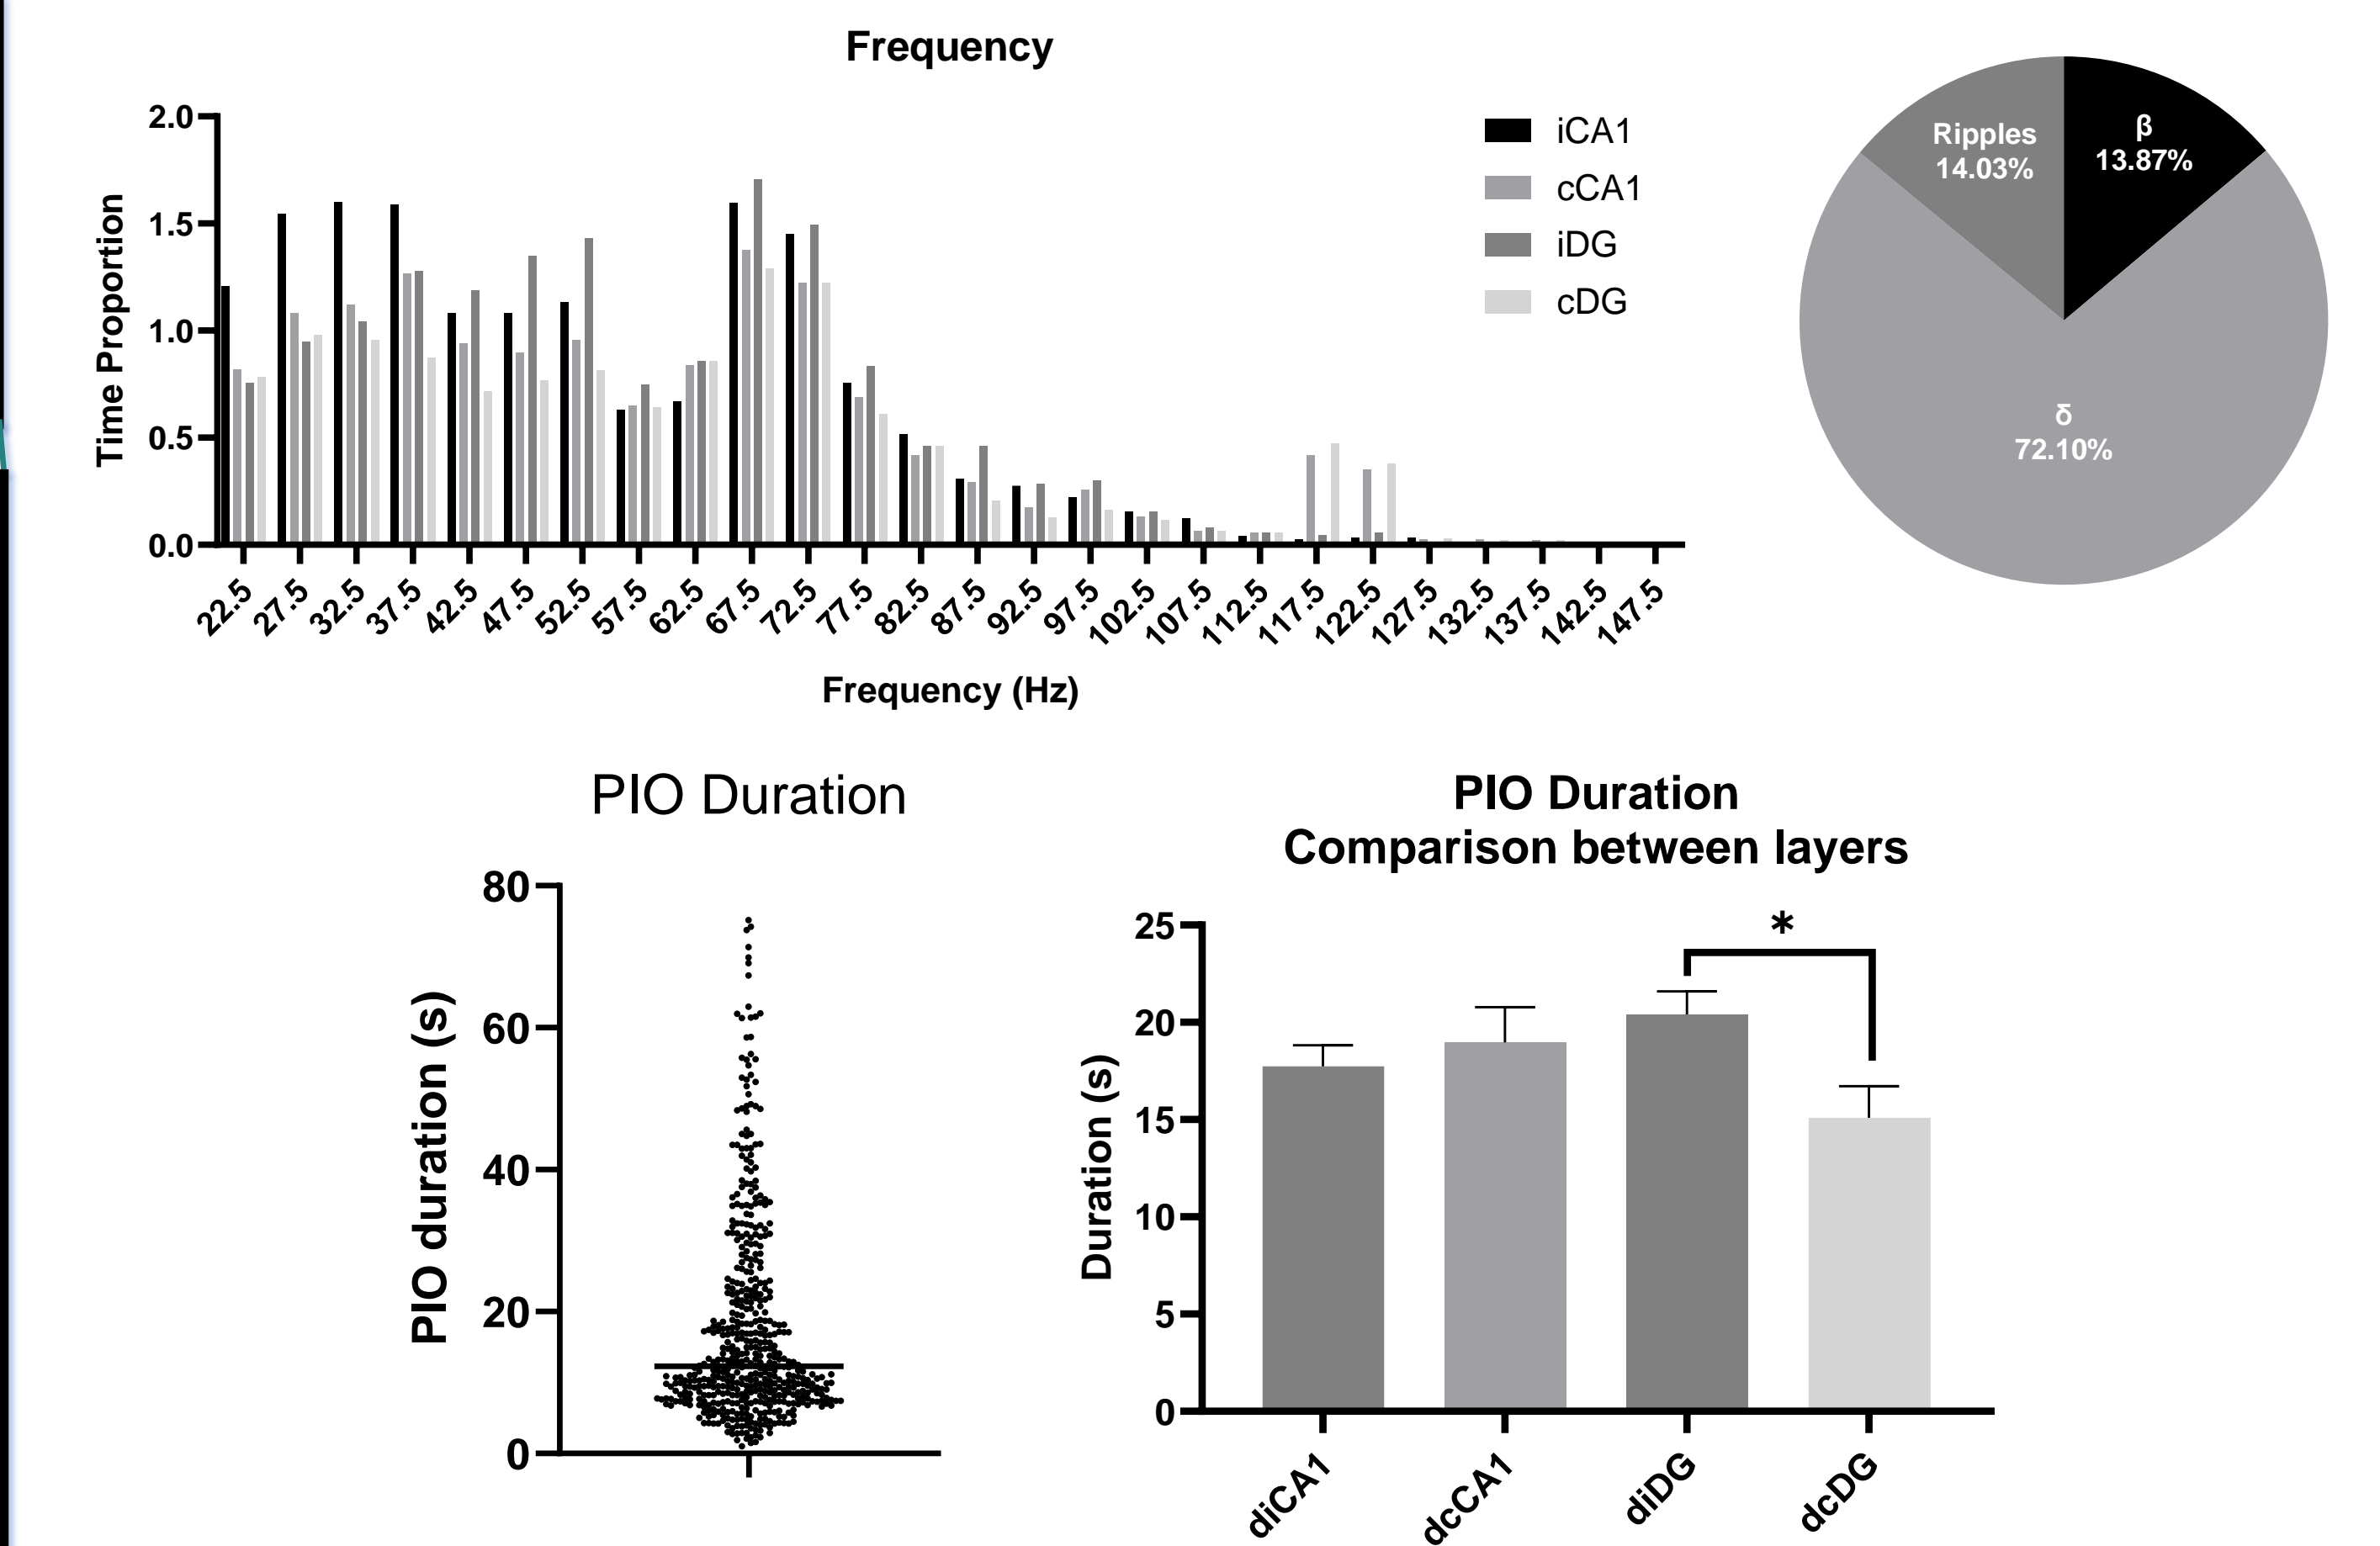 Frequency
2.0
1.5
1.0
0.5
0.0
Time Proportion
22.5
27.5
32.5
37.5
42.5
47.5
52.5
57.5
62.5
67.5
72.5
77.5
82.5
87.5
92.5
97.5
102.5
107.5
112.5
117.5
122.5
127.5
132.5
137.5
142.5
147.5
Frequency (Hz)
iCA1
cCA1
iDG
cDG
Ripples
14.03%
β
13.87%
δ
72.10%
PIO Duration
80
60
40
20
0
PIO duration (s)
PIO Duration
Comparison between layers
25
20
15
10
5
0
Duration (s)
*
diCA1
dcCA1
diDG
dcDG